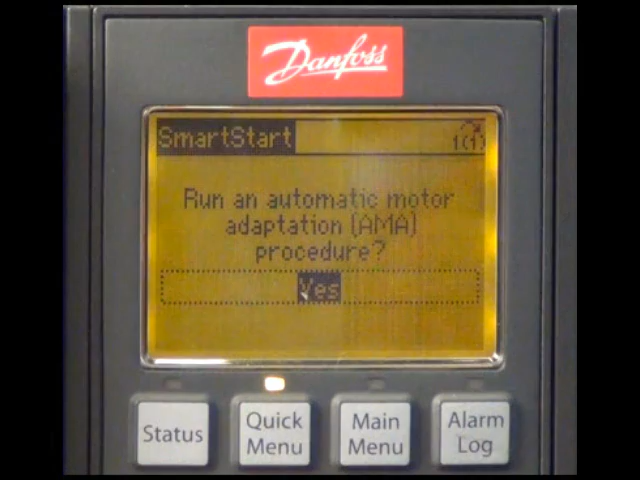 Danfoss
SmartStart
1(1)
Run an automatic motor
adaptation (AMA)
procedure?
Yes
Status
Quick
Menu
Main
Menu
Alarm
Log